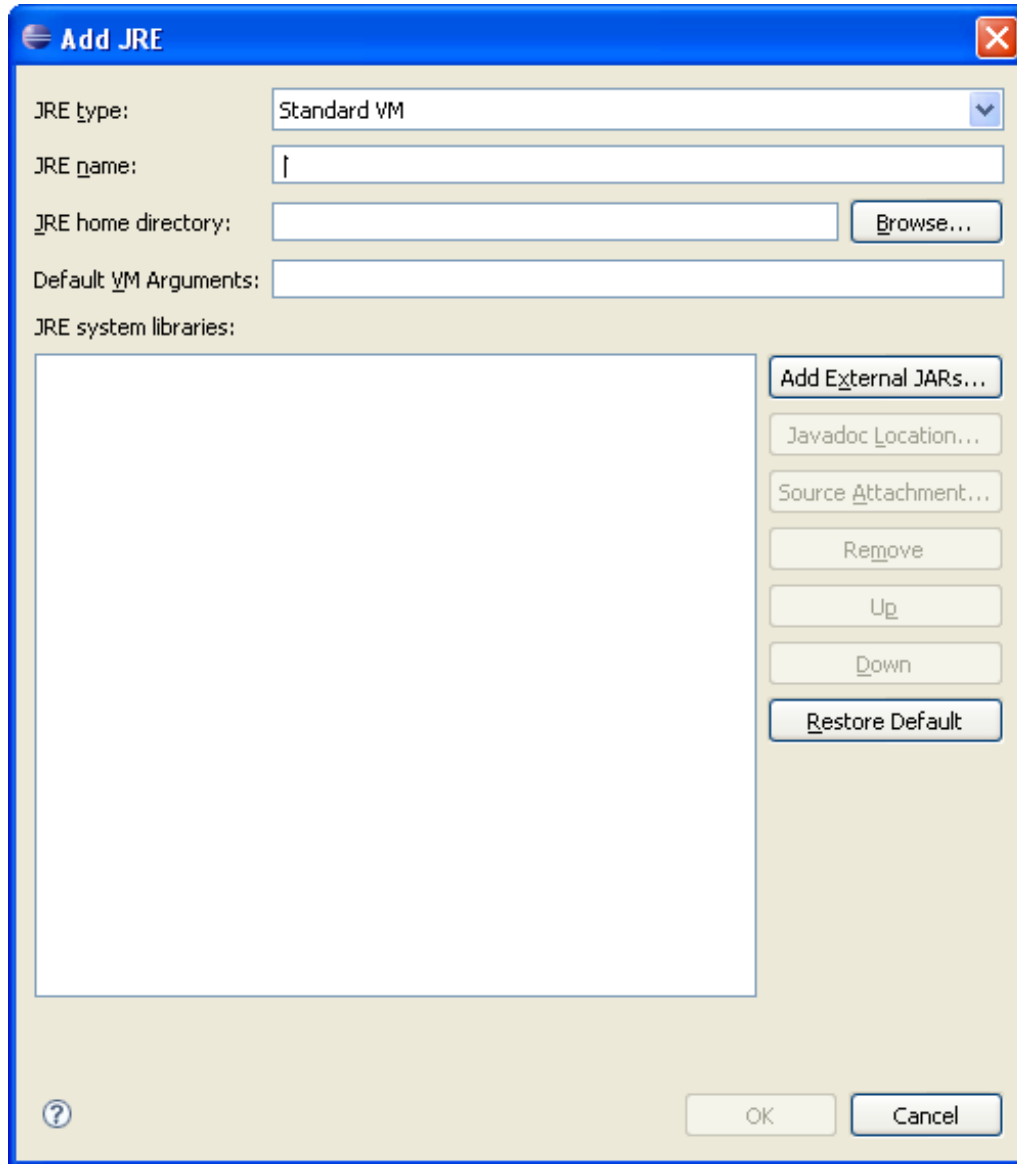 Add JRE
JRE type: Standard VM
JRE name:
JRE home directory: Browse...
Default VM Arguments:
JRE system libraries:
Add External JARs...
Javadoc Location...
Source Attachment...
Remove
Up
Down
Restore Default
? OK Cancel